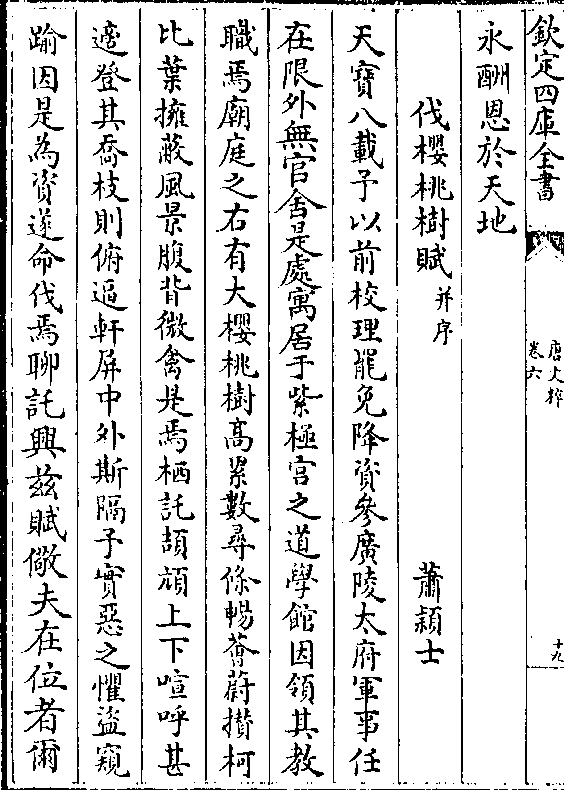 欽定四庫全書
唐文粹
卷六
十九
永酬恩於天地
伐櫻桃樹賦并序
蕭穎士
天寶八載予以前校理罷免降資參廣陵太府軍事任
在限外無官舍是處寓居于紫極宮之道學館因領其教
職焉廟庭之右有大櫻桃樹髙累數尋條暢薈蔚攅柯
比葉擁蔽風景腹背微禽是焉栖託頡頏上下喧呼甚
適登其喬枝則俯逼軒屏中外斯隔予實惡之懼盜窺
踰因是為資遂命伐焉聊託興兹賦儆夫在位者爾